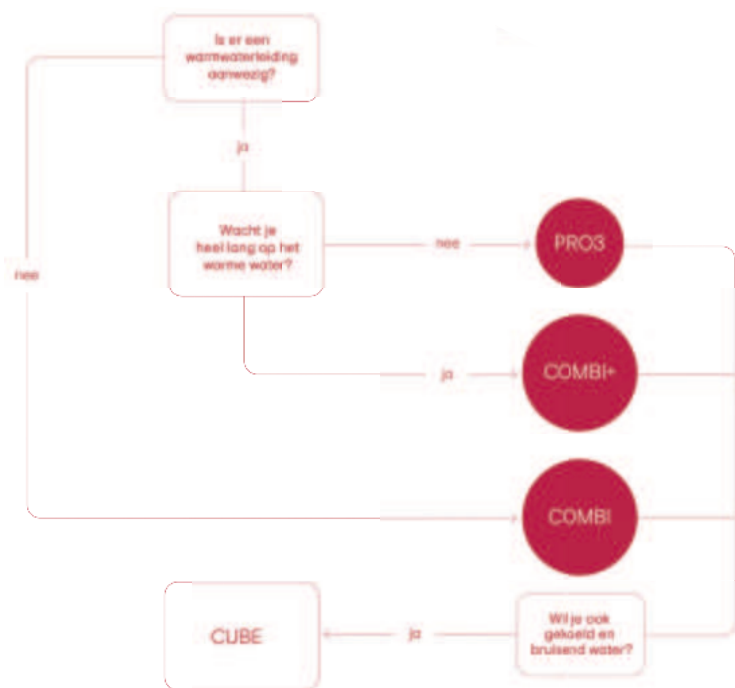 Is er een
warmwaterleiding
aanwezig?
ja
Wacht je
heel lang op het
warme water?
nee
PRO3
nee
ja
COMBI+
COMBI
CUBE
ja
Wil je ook
gekoeld en
bruisend water?